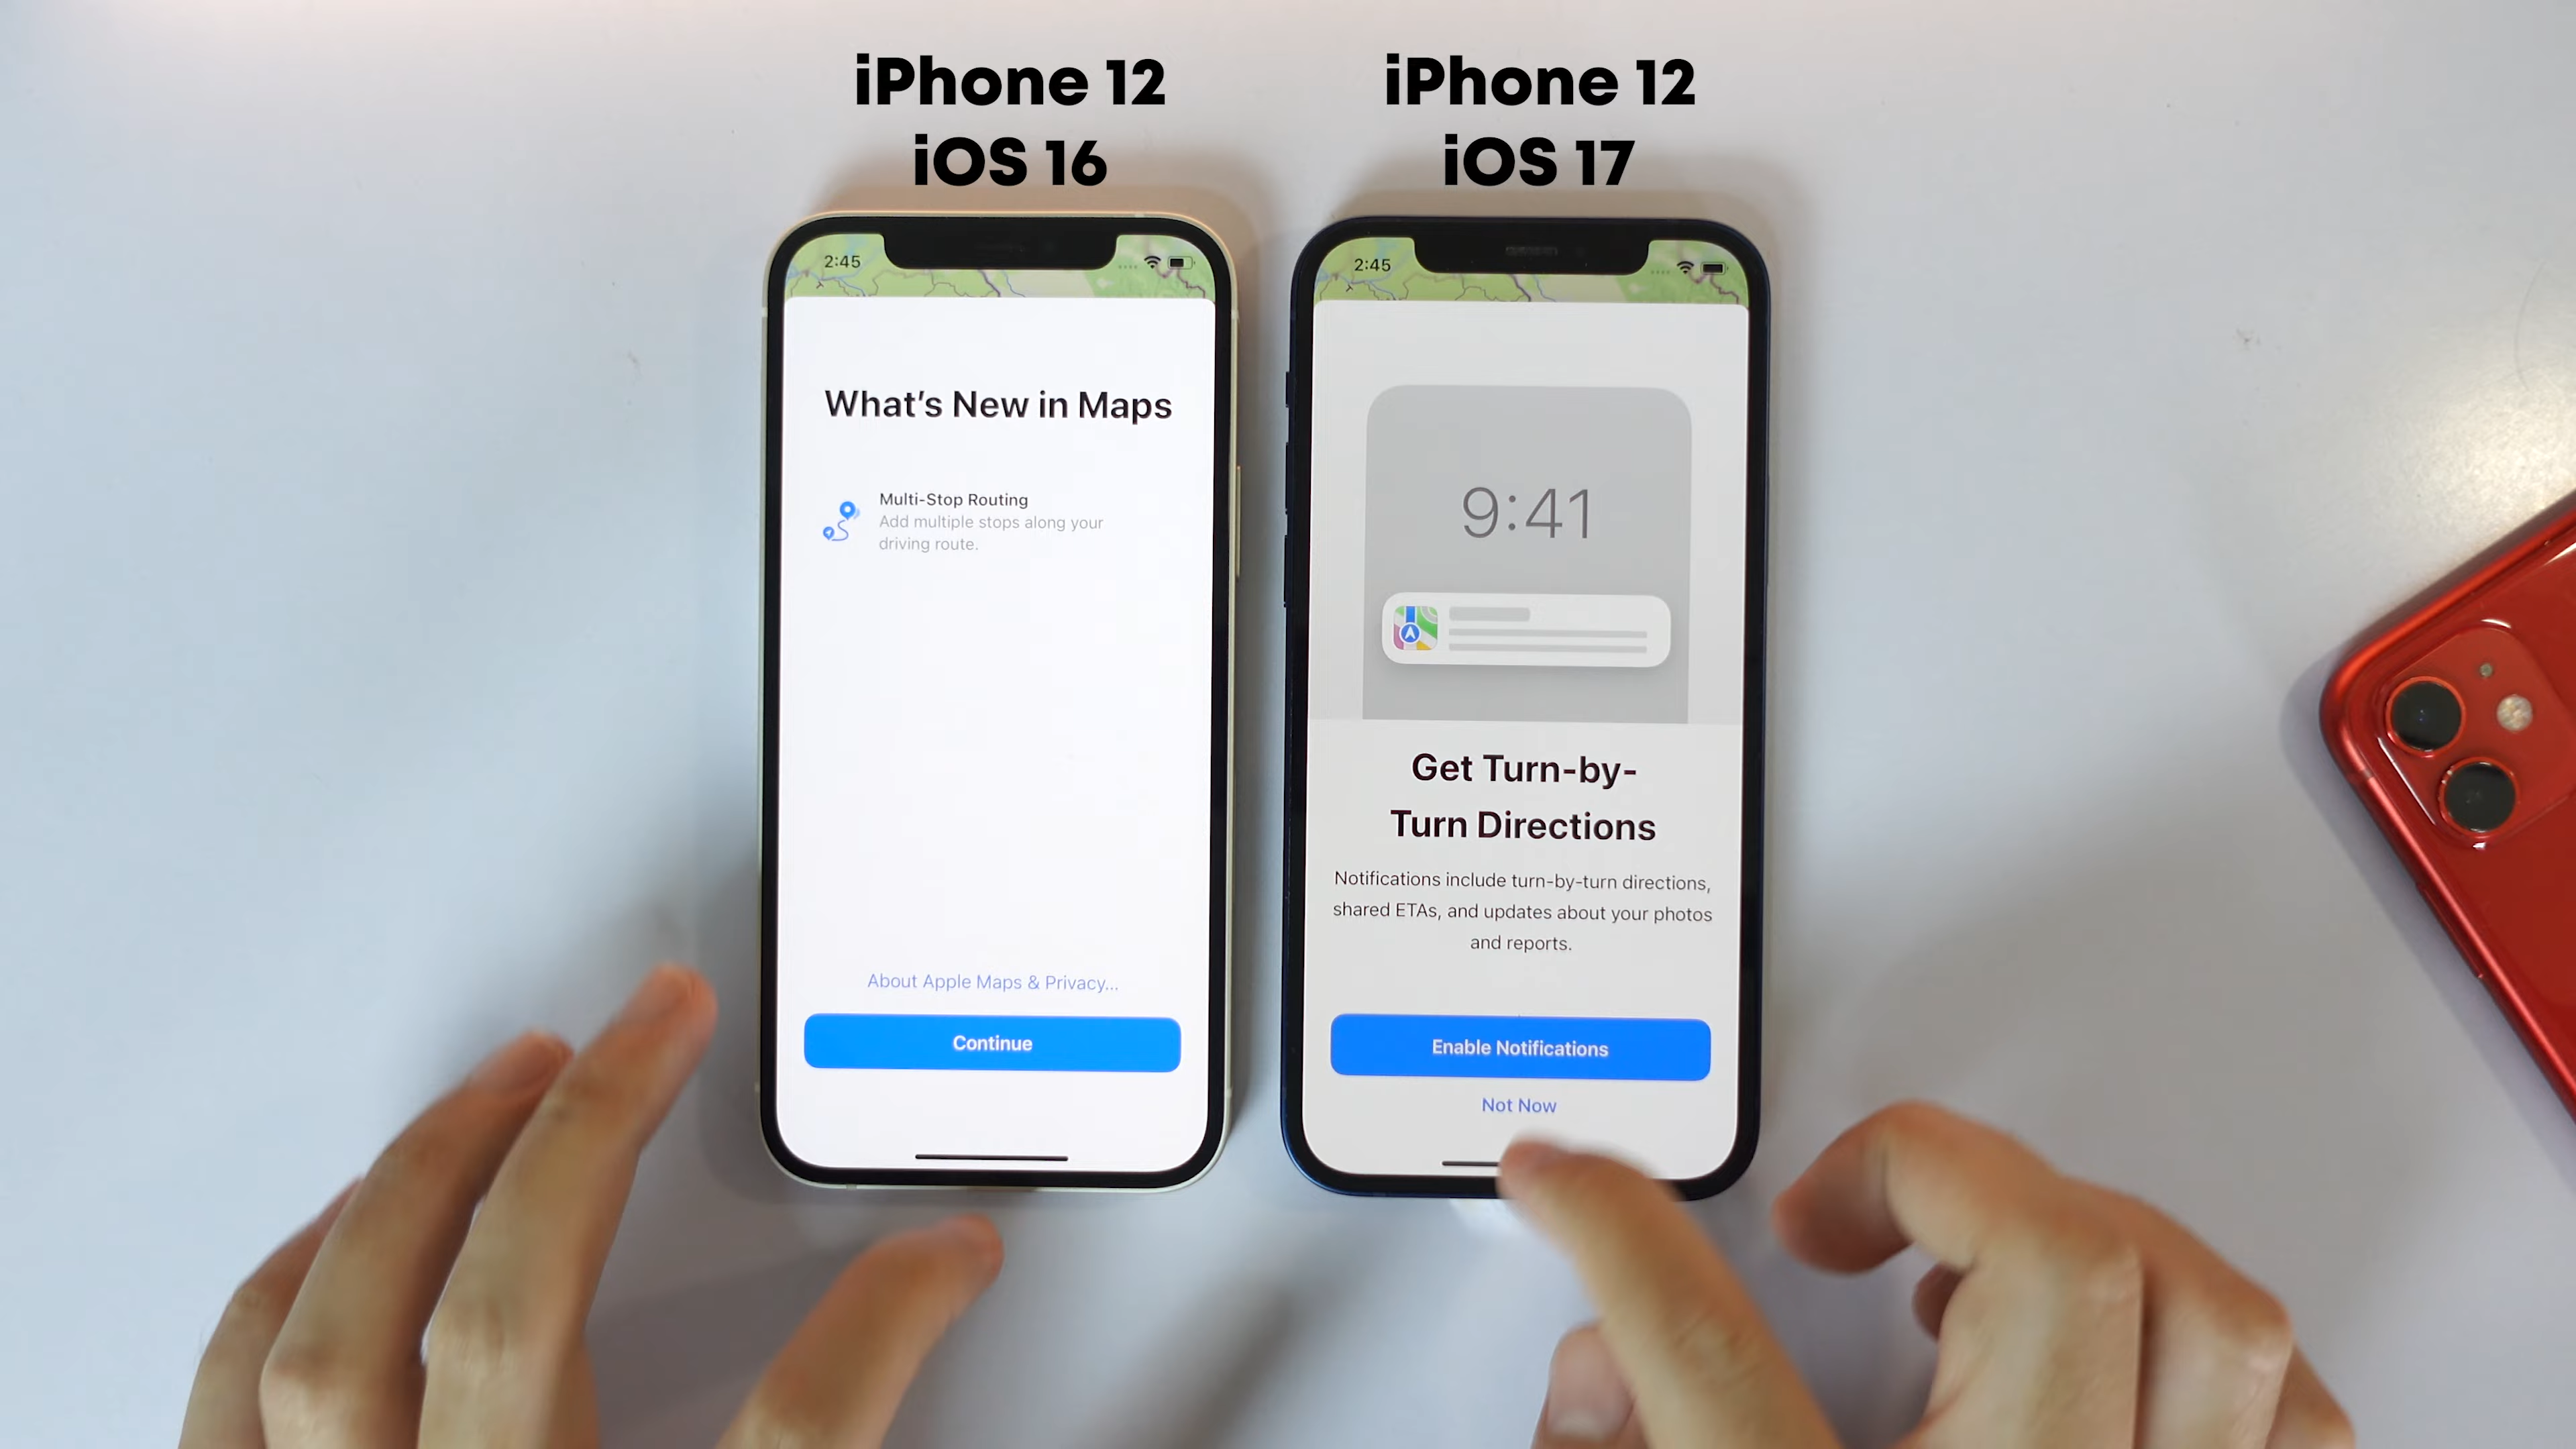 iPhone 12
iOS 16
iPhone 12
iOS 17
2:45
What's New in Maps
Multi-Stop Routing
Add multiple stops along your
driving route.
About Apple Maps & Privacy...
Continue
2:45
9:41
Get Turn-by-
Turn Directions
Notifications include turn-by-turn directions,
shared ETAs, and updates about your photos
and reports.
Enable Notifications
Not Now